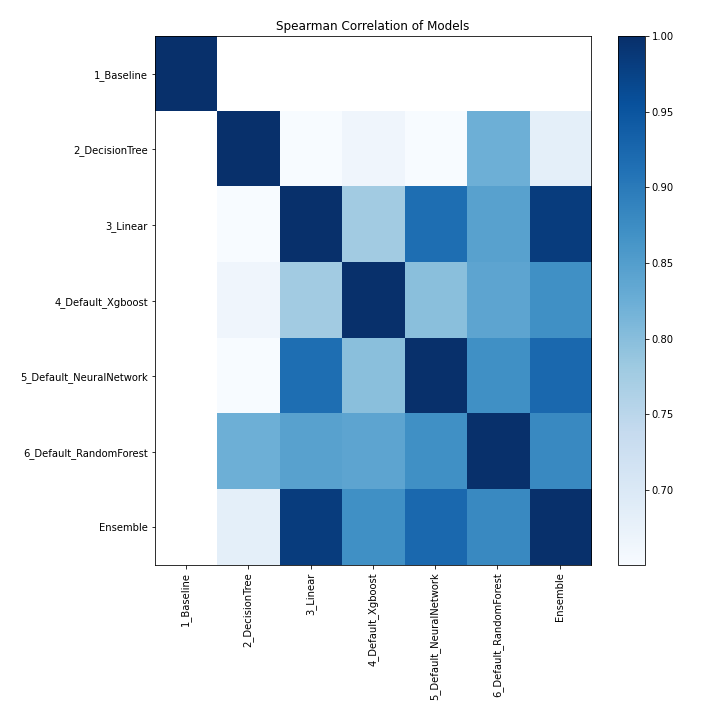 Spearman Correlation of Models
1_Baseline
2_DecisionTree
3_Linear
4_Default_Xgboost
5_Default_NeuralNetwork
6_Default_RandomForest
Ensemble
1_Baseline
2_DecisionTree
3_Linear
4_Default_Xgboost
5_Default_NeuralNetwork
6_Default_RandomForest
Ensemble
1.00
0.95
0.90
0.85
0.80
0.75
0.70